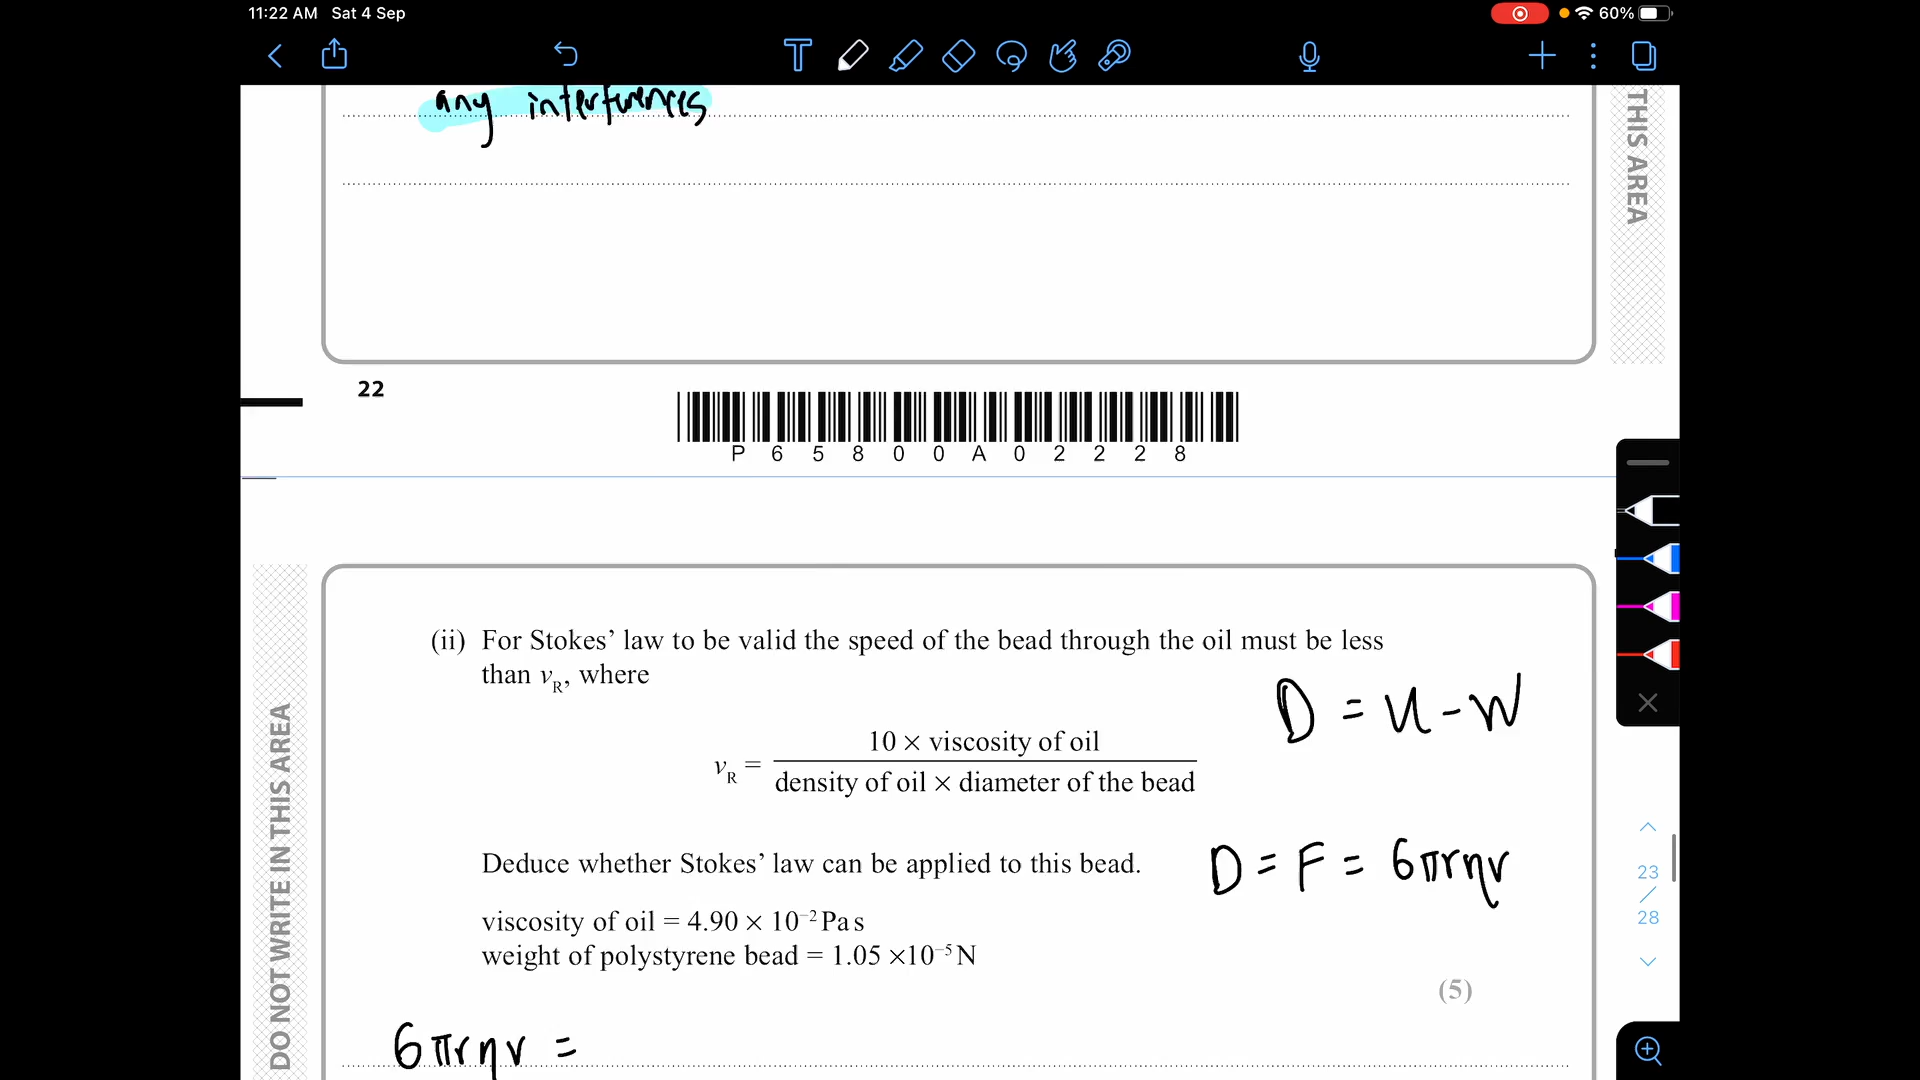 11:22 AM Sat 4 Sep
60%
T
any interferences
THIS AREA
22
P 6 5 8 0 0 A 0 2 2 2 8
(ii) For Stokes’ law to be valid the speed of the bead through the oil must be less
than vR, where
D = U - W
vR = 10 × viscosity of oil
density of oil × diameter of the bead
Deduce whether Stokes’ law can be applied to this bead.
D = F = 6πrηv
viscosity of oil = 4.90 × 10⁻² Pa s
weight of polystyrene bead = 1.05 ×10⁻⁵ N
(5)
6πrηv =
DO NOT WRITE IN THIS AREA
23
/
28